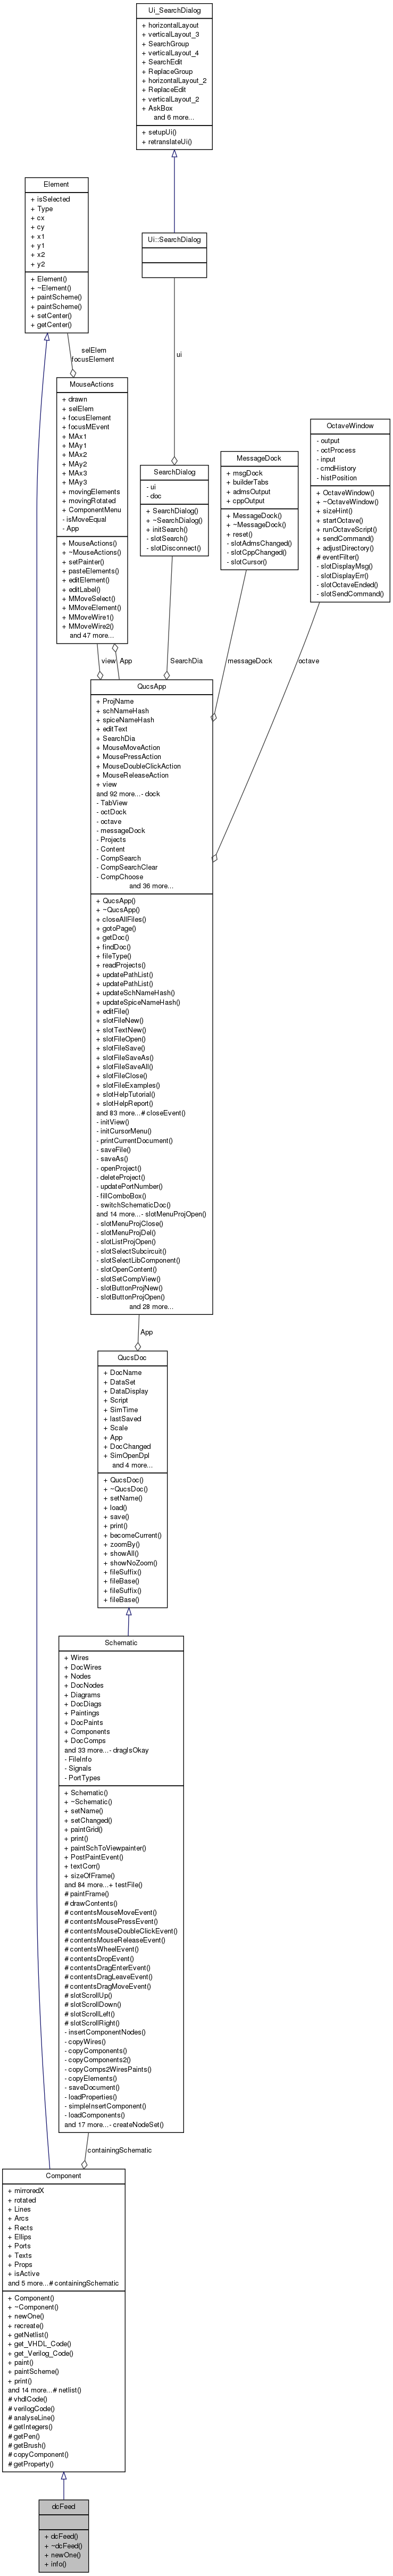 Ui_SearchDialog
+ horizontalLayout
+ verticalLayout_3
+ SearchGroup
+ verticalLayout_4
+ SearchEdit
+ ReplaceGroup
+ horizontalLayout_2
+ ReplaceEdit
+ verticalLayout_2
+ AskBox
and 6 more...
+ setupUi()
+ retranslateUi()
Element
+ isSelected
+ Type
+ cx
+ cy
+ x1
+ y1
+ x2
+ y2
+ Element()
+ ~Element()
+ paintScheme()
+ paintScheme()
+ setCenter()
+ getCenter()
Ui::SearchDialog
ui
selElem
focusElement
MouseActions
+ drawn
+ selElem
+ focusElement
+ focusMEvent
+ MAx1
+ MAy1
+ MAx2
+ MAy2
+ MAx3
+ MAy3
+ movingElements
+ movingRotated
+ ComponentMenu
- isMoveEqual
- App
+ MouseActions()
+ ~MouseActions()
+ setPainter()
+ pasteElements()
+ editElement()
+ editLabel()
+ MMoveSelect()
+ MMoveElement()
+ MMoveWire1()
+ MMoveWire2()
and 47 more...
SearchDialog
- ui
- doc
+ SearchDialog()
+ ~SearchDialog()
+ initSearch()
- slotSearch()
- slotDisconnect()
MessageDock
+ msgDock
+ builderTabs
+ admsOutput
+ cppOutput
+ MessageDock()
+ ~MessageDock()
+ reset()
- slotAdmsChanged()
- slotCppChanged()
- slotCursor()
OctaveWindow
- output
- octProcess
- input
- cmdHistory
- histPosition
+ OctaveWindow()
+ ~OctaveWindow()
+ sizeHint()
+ startOctave()
+ runOctaveScript()
+ sendCommand()
+ adjustDirectory()
# eventFilter()
- slotDisplayMsg()
- slotDisplayErr()
- slotOctaveEnded()
- slotSendCommand()
view
App
SearchDia
messageDock
octave
QucsApp
+ ProjName
+ schNameHash
+ spiceNameHash
+ editText
+ SearchDia
+ MouseMoveAction
+ MousePressAction
+ MouseDoubleClickAction
+ MouseReleaseAction
+ view
and 92 more...- dock
- TabView
- octDock
- octave
- messageDock
- Projects
- Content
- CompSearch
- CompSearchClear
- CompChoose
and 36 more...
+ QucsApp()
+ ~QucsApp()
+ closeAllFiles()
+ gotoPage()
+ getDoc()
+ findDoc()
+ fileType()
+ readProjects()
+ updatePathList()
+ updatePathList()
+ updateSchNameHash()
+ updateSpiceNameHash()
+ editFile()
+ slotFileNew()
+ slotTextNew()
+ slotFileOpen()
+ slotFileSave()
+ slotFileSaveAs()
+ slotFileSaveAll()
+ slotFileClose()
+ slotFileExamples()
+ slotHelpTutorial()
+ slotHelpReport()
and 83 more...# closeEvent()
- initView()
- initCursorMenu()
- printCurrentDocument()
- saveFile()
- saveAs()
- openProject()
- deleteProject()
- updatePortNumber()
- fillComboBox()
- switchSchematicDoc()
and 14 more...- slotMenuProjOpen()
- slotMenuProjClose()
- slotMenuProjDel()
- slotListProjOpen()
- slotSelectSubcircuit()
- slotSelectLibComponent()
- slotOpenContent()
- slotSetCompView()
- slotButtonProjNew()
- slotButtonProjOpen()
and 28 more...
App
QucsDoc
+ DocName
+ DataSet
+ DataDisplay
+ Script
+ SimTime
+ lastSaved
+ Scale
+ App
+ DocChanged
+ SimOpenDpl
and 4 more...
+ QucsDoc()
+ ~QucsDoc()
+ setName()
+ load()
+ save()
+ print()
+ becomeCurrent()
+ zoomBy()
+ showAll()
+ showNoZoom()
+ fileSuffix()
+ fileBase()
+ fileSuffix()
+ fileBase()
Schematic
+ Wires
+ DocWires
+ Nodes
+ DocNodes
+ Diagrams
+ DocDiags
+ Paintings
+ DocPaints
+ Components
+ DocComps
and 33 more...- dragIsOkay
- FileInfo
- Signals
- PortTypes
+ Schematic()
+ ~Schematic()
+ setName()
+ setChanged()
+ paintGrid()
+ print()
+ paintSchToViewpainter()
+ PostPaintEvent()
+ textCorr()
+ sizeOfFrame()
and 84 more...+ testFile()
# paintFrame()
# drawContents()
# contentsMouseMoveEvent()
# contentsMousePressEvent()
# contentsMouseDoubleClickEvent()
# contentsMouseReleaseEvent()
# contentsWheelEvent()
# contentsDropEvent()
# contentsDragEnterEvent()
# contentsDragLeaveEvent()
# contentsDragMoveEvent()
# slotScrollUp()
# slotScrollDown()
# slotScrollLeft()
# slotScrollRight()
- insertComponentNodes()
- copyWires()
- copyComponents()
- copyComponents2()
- copyComps2WiresPaints()
- copyElements()
- saveDocument()
- loadProperties()
- simpleInsertComponent()
- loadComponents()
and 17 more...- createNodeSet()
containingSchematic
Component
+ mirroredX
+ rotated
+ Lines
+ Arcs
+ Rects
+ Ellips
+ Ports
+ Texts
+ Props
+ isActive
and 5 more...# containingSchematic
+ Component()
+ ~Component()
+ newOne()
+ recreate()
+ getNetlist()
+ get_VHDL_Code()
+ get_Verilog_Code()
+ paint()
+ paintScheme()
+ print()
and 14 more...# netlist()
# vhdlCode()
# verilogCode()
# analyseLine()
# getIntegers()
# getPen()
# getBrush()
# copyComponent()
# getProperty()
dcFeed
+ dcFeed()
+ ~dcFeed()
+ newOne()
+ info()